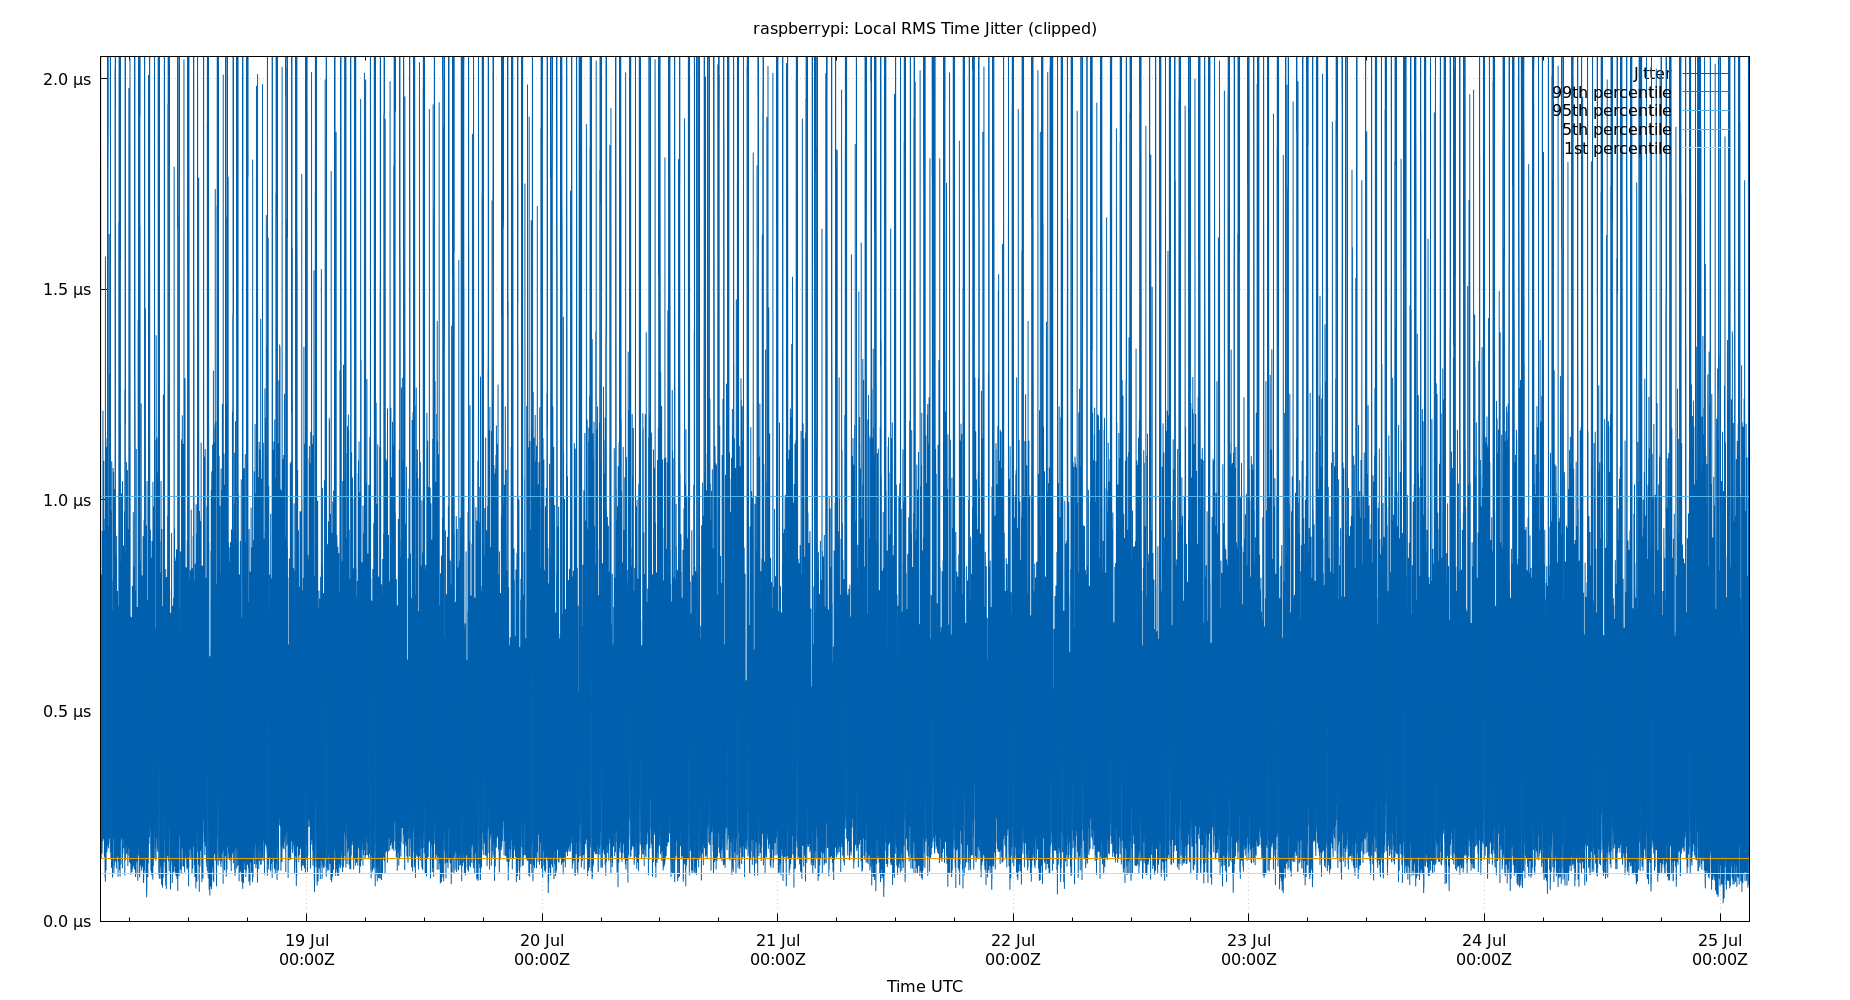 raspberrypi: Local RMS Time Jitter (clipped)
2.0 µs
1.5 µs
1.0 µs
0.5 µs
0.0 µs
Jitter
99th percentile
95th percentile
5th percentile
1st percentile
19 Jul
00:00Z
20 Jul
00:00Z
21 Jul
00:00Z
22 Jul
00:00Z
23 Jul
00:00Z
24 Jul
00:00Z
25 Jul
00:00Z
Time UTC